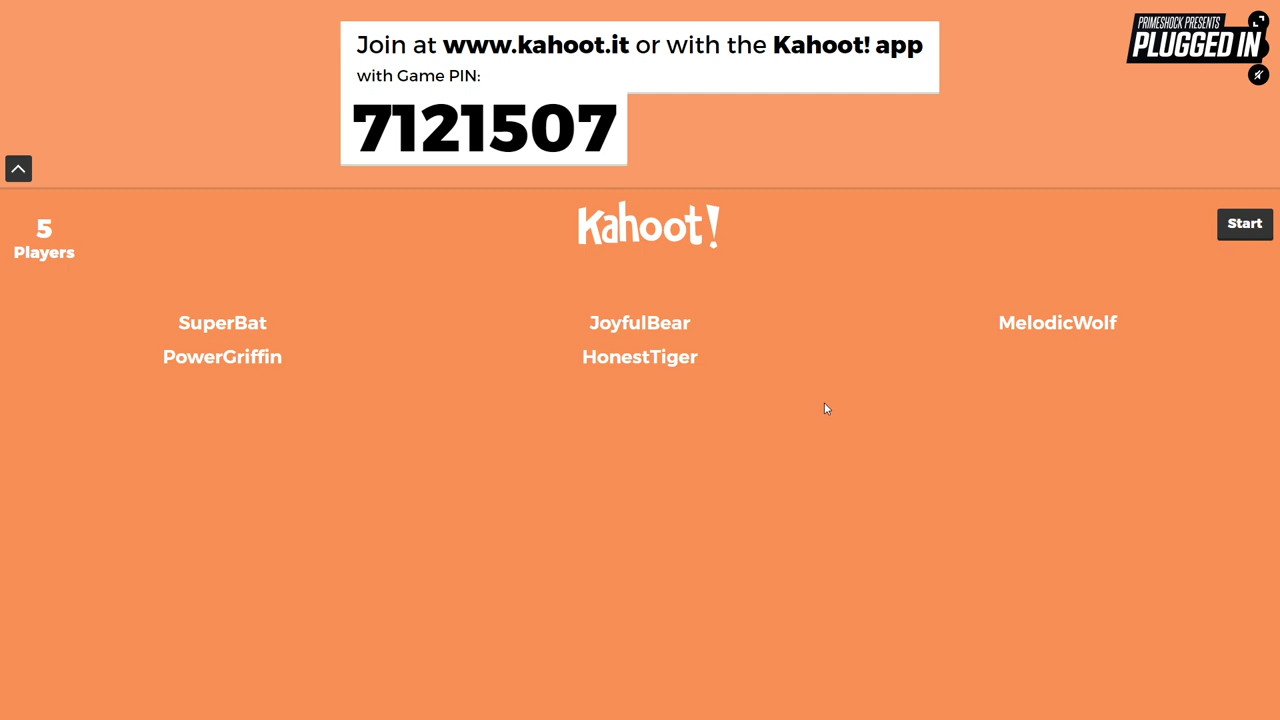 Join at www.kahoot.it or with the Kahoot! app
with Game PIN:
7121507
PRIMESHOCK PRESENTS
PLUGGED IN
5
Players
Kahoot!
Start
SuperBat JoyfulBear MelodicWolf
PowerGriffin HonestTiger